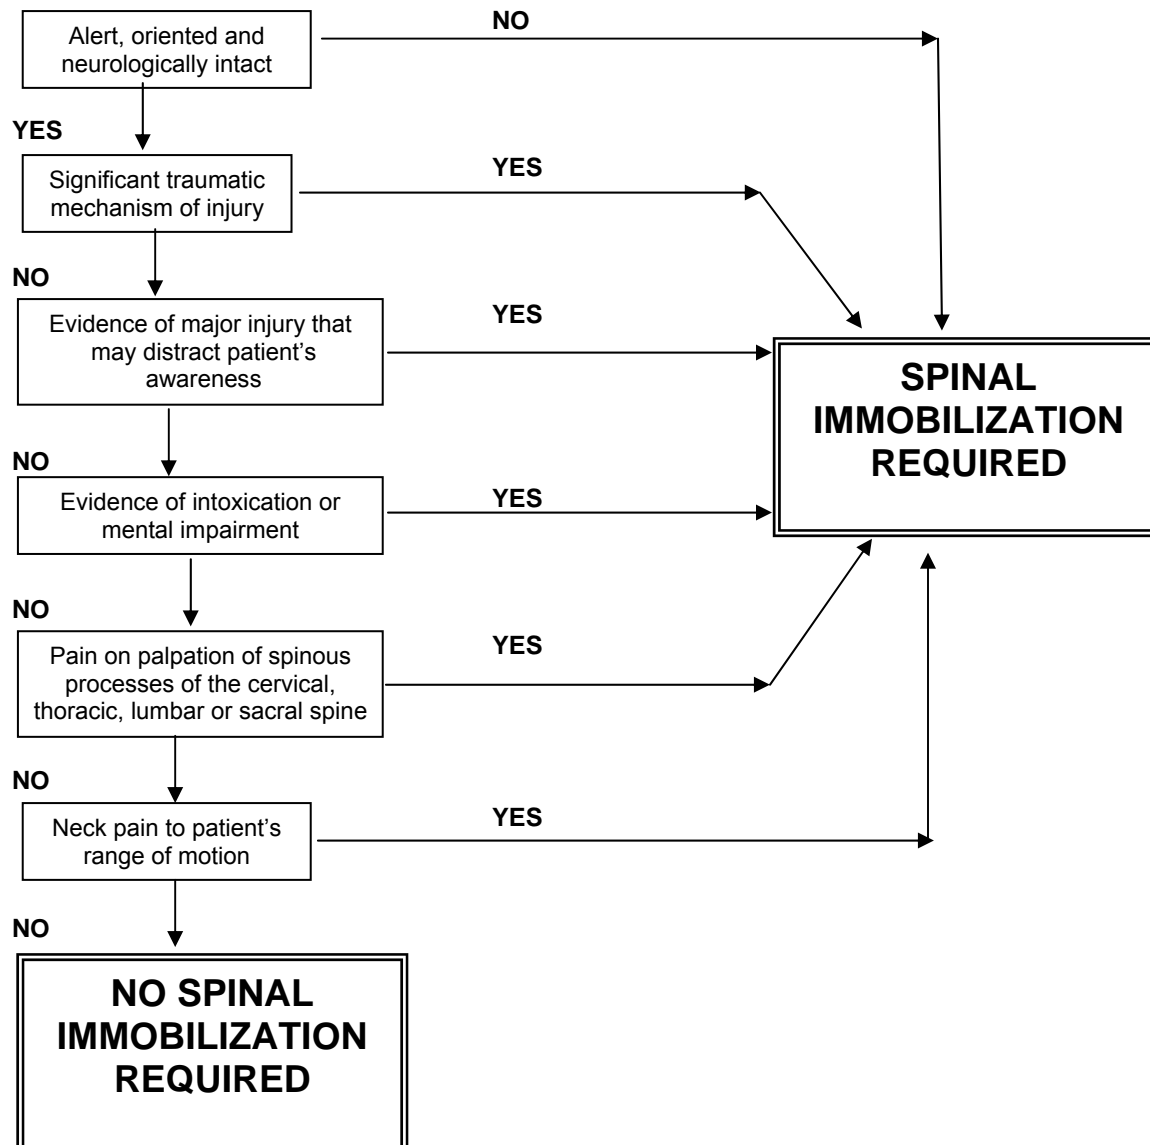 Alert, oriented and
neurologically intact
NO
YES
Significant traumatic
mechanism of injury
YES
NO
Evidence of major injury that
may distract patient’s
awareness
YES
SPINAL
IMMOBILIZATION
REQUIRED
NO
Evidence of intoxication or
mental impairment
YES
NO
Pain on palpation of spinous
processes of the cervical,
thoracic, lumbar or sacral spine
YES
NO
Neck pain to patient’s
range of motion
YES
NO
NO SPINAL
IMMOBILIZATION
REQUIRED